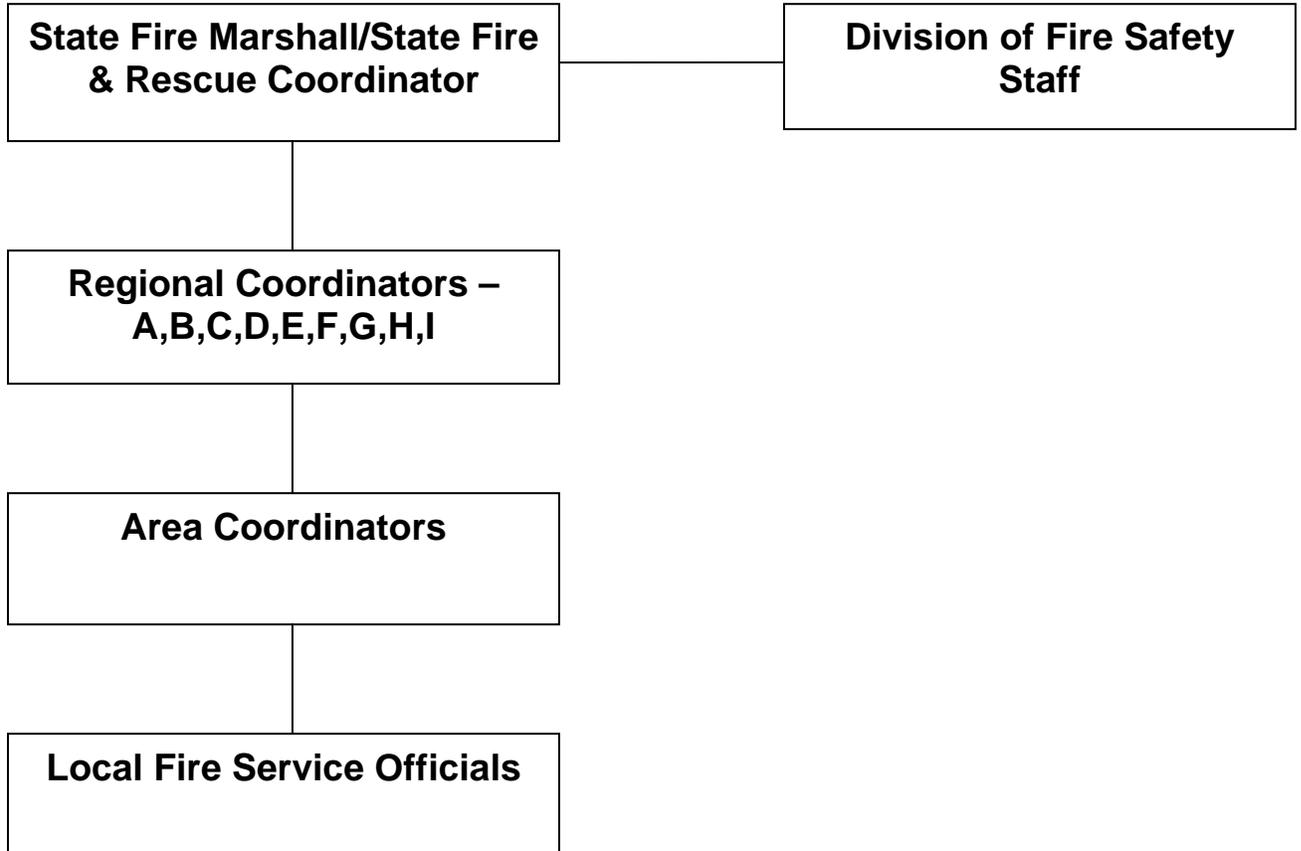 State Fire Marshall/State Fire
& Rescue Coordinator
Division of Fire Safety
Staff
Regional Coordinators –
A,B,C,D,E,F,G,H,I
Area Coordinators
Local Fire Service Officials